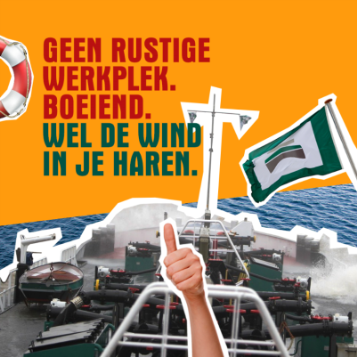 GEEN RUSTIGE
WERKPLEK.
BOEIEND.
WEL DE WIND
IN JE HAREN.